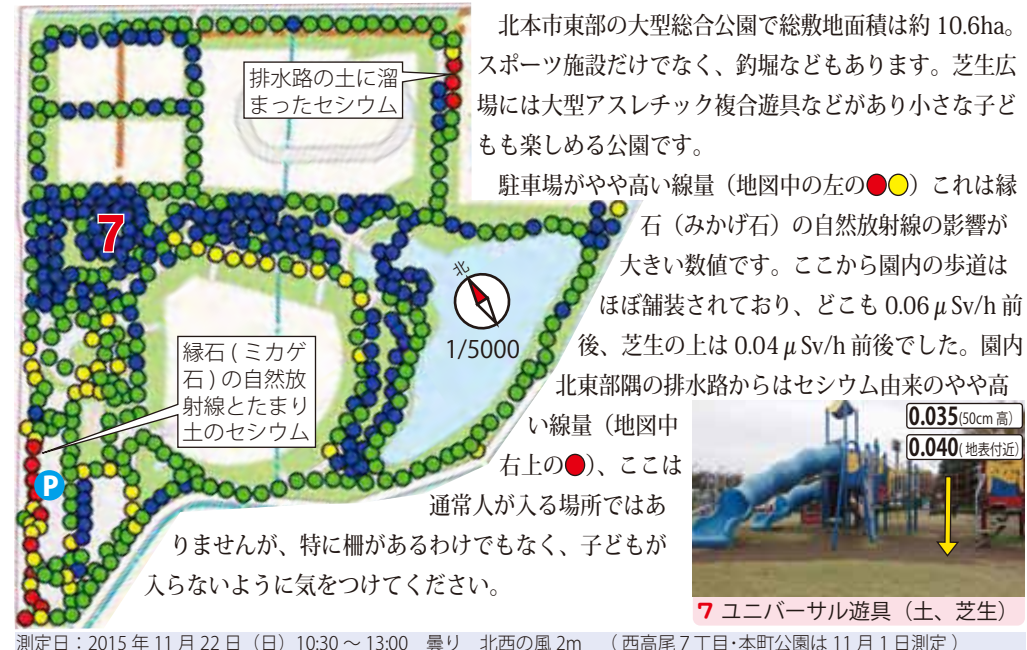 北本市東部の大型総合公園で総敷地面積は約 10.6ha。
スポーツ施設だけでなく、釣堀などもあります。芝生広
場には大型アスレチック複合遊具などがあり小さな子ど
もも楽しめる公園です。
駐車場がやや高い線量（地図中の左の●●）これは縁
石（みかげ石）の自然放射線の影響が
大きい数値です。ここから園内の歩道は
ほぼ舗装されており、どこも 0.06 μ Sv/h 前
後、芝生の上は 0.04 μ Sv/h 前後でした。園内
北東部隅の排水路からはセシウム由来のやや高
い線量（地図中
右上の●）、ここは
通常人が入る場所ではあ
りませんが、特に柵があるわけでもなく、子どもが
入らないように気をつけてください。
排水路の土に溜
まったセシウム
7
北
1/5000
縁石 ( ミカゲ
石 ) の自然放
射線とたまり
土のセシウム
P
0.035(50cm 高)
0.040( 地表付近)
7 ユニバーサル遊具（土、芝生）
測定日：2015 年 11 月 22 日（日）10:30 ～ 13:00　曇り　北西の風 2m　（ 西高尾 7 丁目･本町公園は 11 月 1 日測定 ）